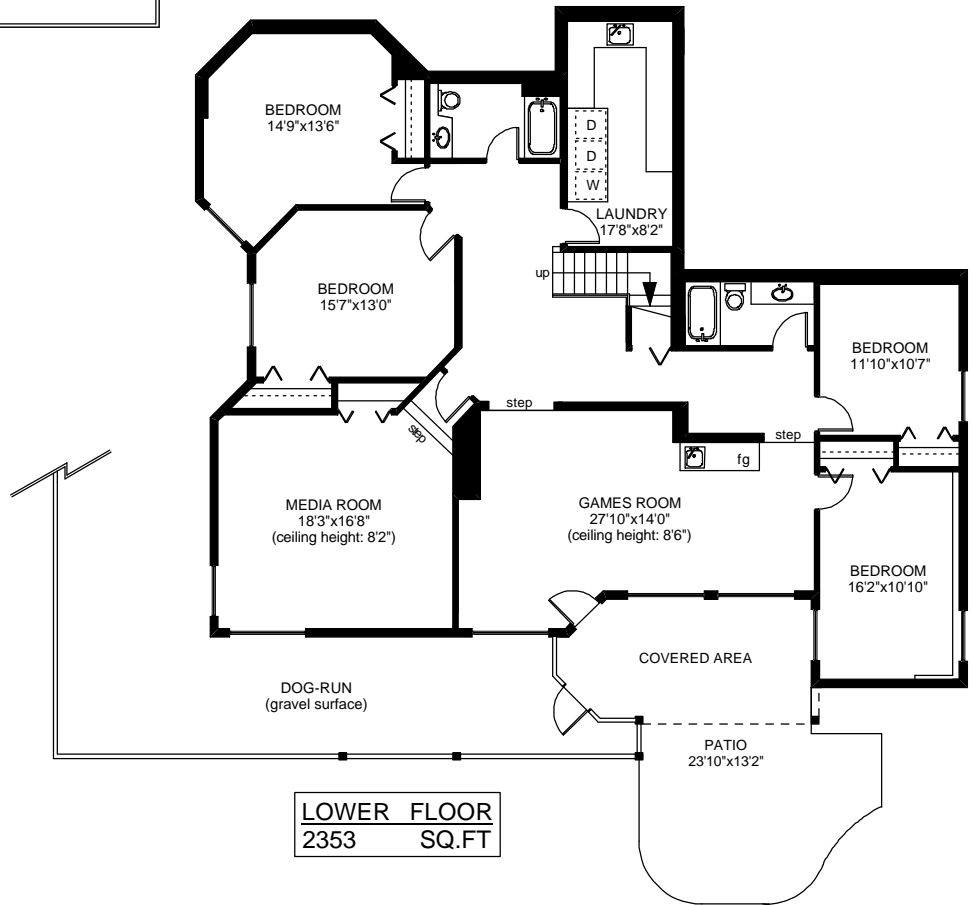 BEDROOM
14'9"x13'6"
D
D
W
LAUNDRY
17'8"x8'2"
up
BEDROOM
15'7"x13'0"
BEDROOM
11'10"x10'7"
step
step
step
fg
MEDIA ROOM
18'3"x16'8"
(ceiling height: 8'2")
GAMES ROOM
27'10"x14'0"
(ceiling height: 8'6")
BEDROOM
16'2"x10'10"
COVERED AREA
DOG-RUN
(gravel surface)
PATIO
23'10"x13'2"
LOWER FLOOR
2353 SQ.FT